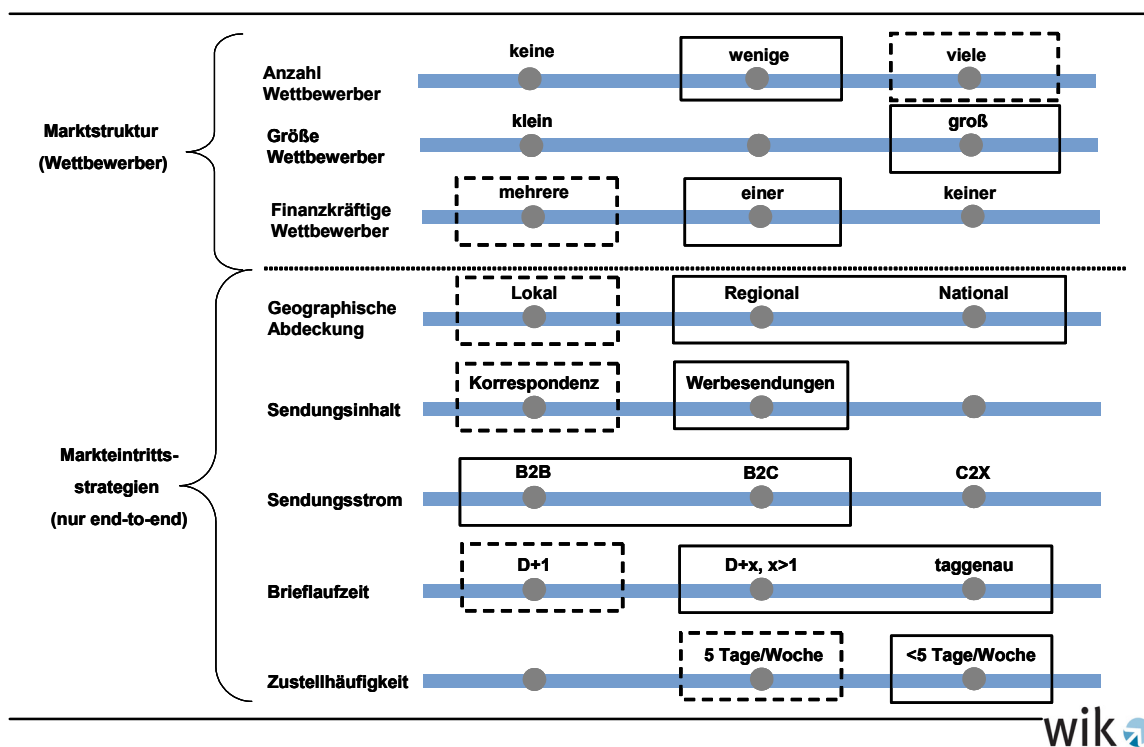 keine wenige viele
Anzahl
Wettbewerber
Marktstruktur
(Wettbewerber)
klein groß
Größe
Wettbewerber
mehrere einer keiner
Finanzkräftige
Wettbewerber
Lokal Regional National
Geographische
Abdeckung
Korrespondenz Werbesendungen
Sendungsinhalt
Markteintritts-
strategien
(nur end-to-end)
B2B B2C C2X
Sendungsstrom
D+1 D+x, x>1 taggenau
Brieflaufzeit
5 Tage/Woche <5 Tage/Woche
Zustellhäufigkeit
wik